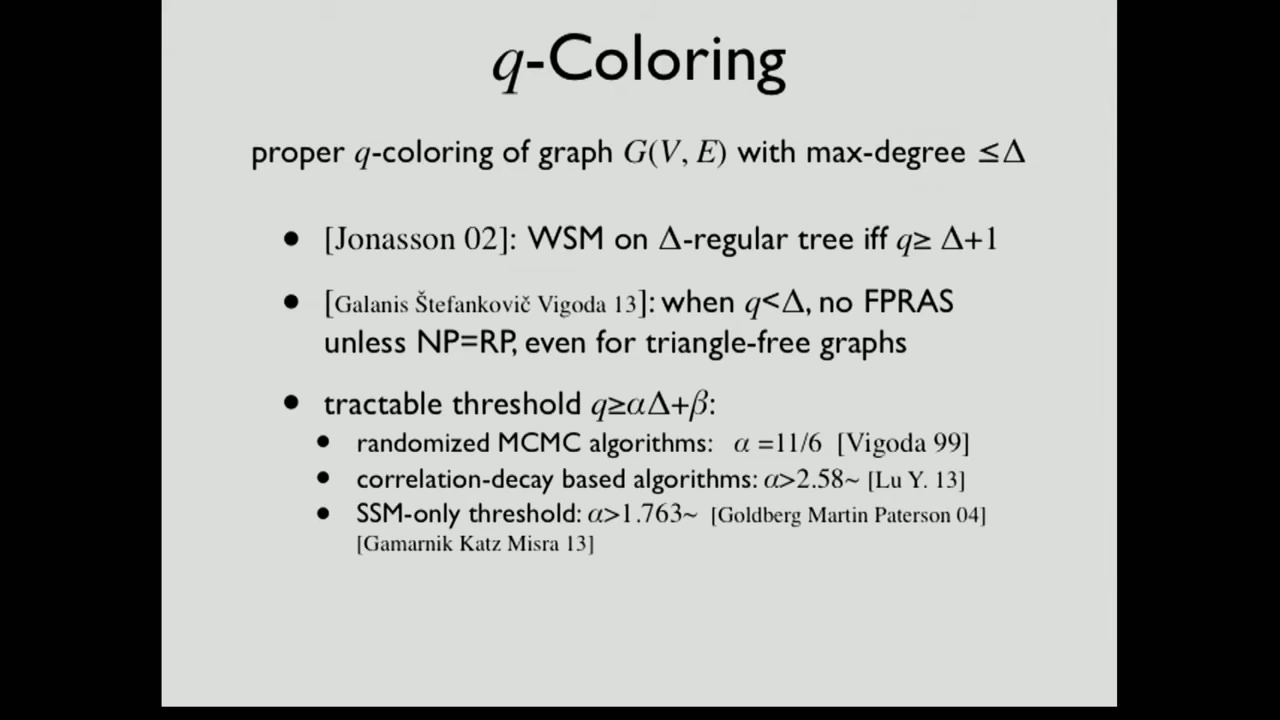 q-Coloring
proper q-coloring of graph G(V, E) with max-degree ≤Δ
• [Jonasson 02]: WSM on Δ-regular tree iff q≥ Δ+1
• [Galanis Štefankovič Vigoda 13]: when q<Δ, no FPRAS
unless NP=RP, even for triangle-free graphs
• tractable threshold q≥αΔ+β:
• randomized MCMC algorithms: α =11/6 [Vigoda 99]
• correlation-decay based algorithms: α>2.58~ [Lu Y. 13]
• SSM-only threshold: α>1.763~ [Goldberg Martin Paterson 04]
[Gamarnik Katz Misra 13]